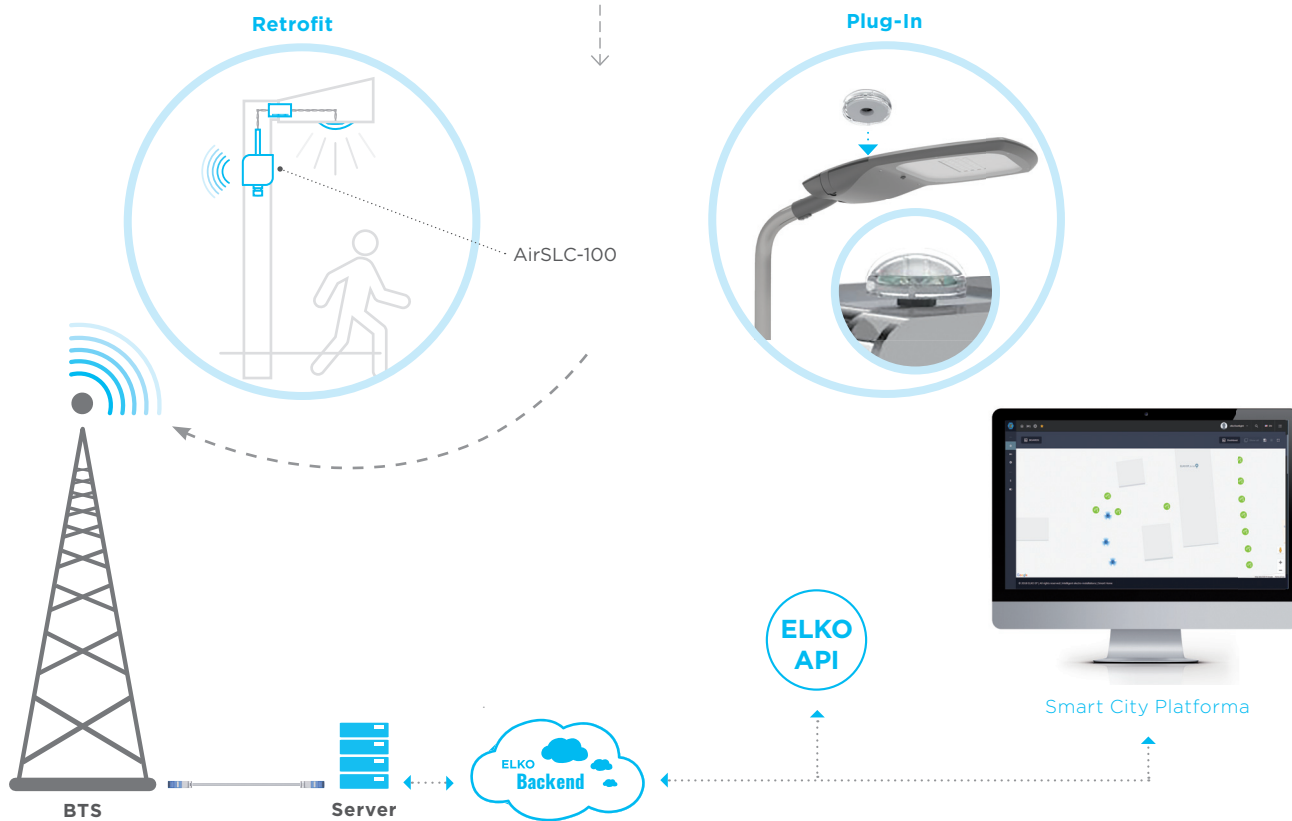 Retrofit
Plug-In
AirSLC-100
ELKO
API
Smart City Platforma
ELKO
Backend
BTS
Server